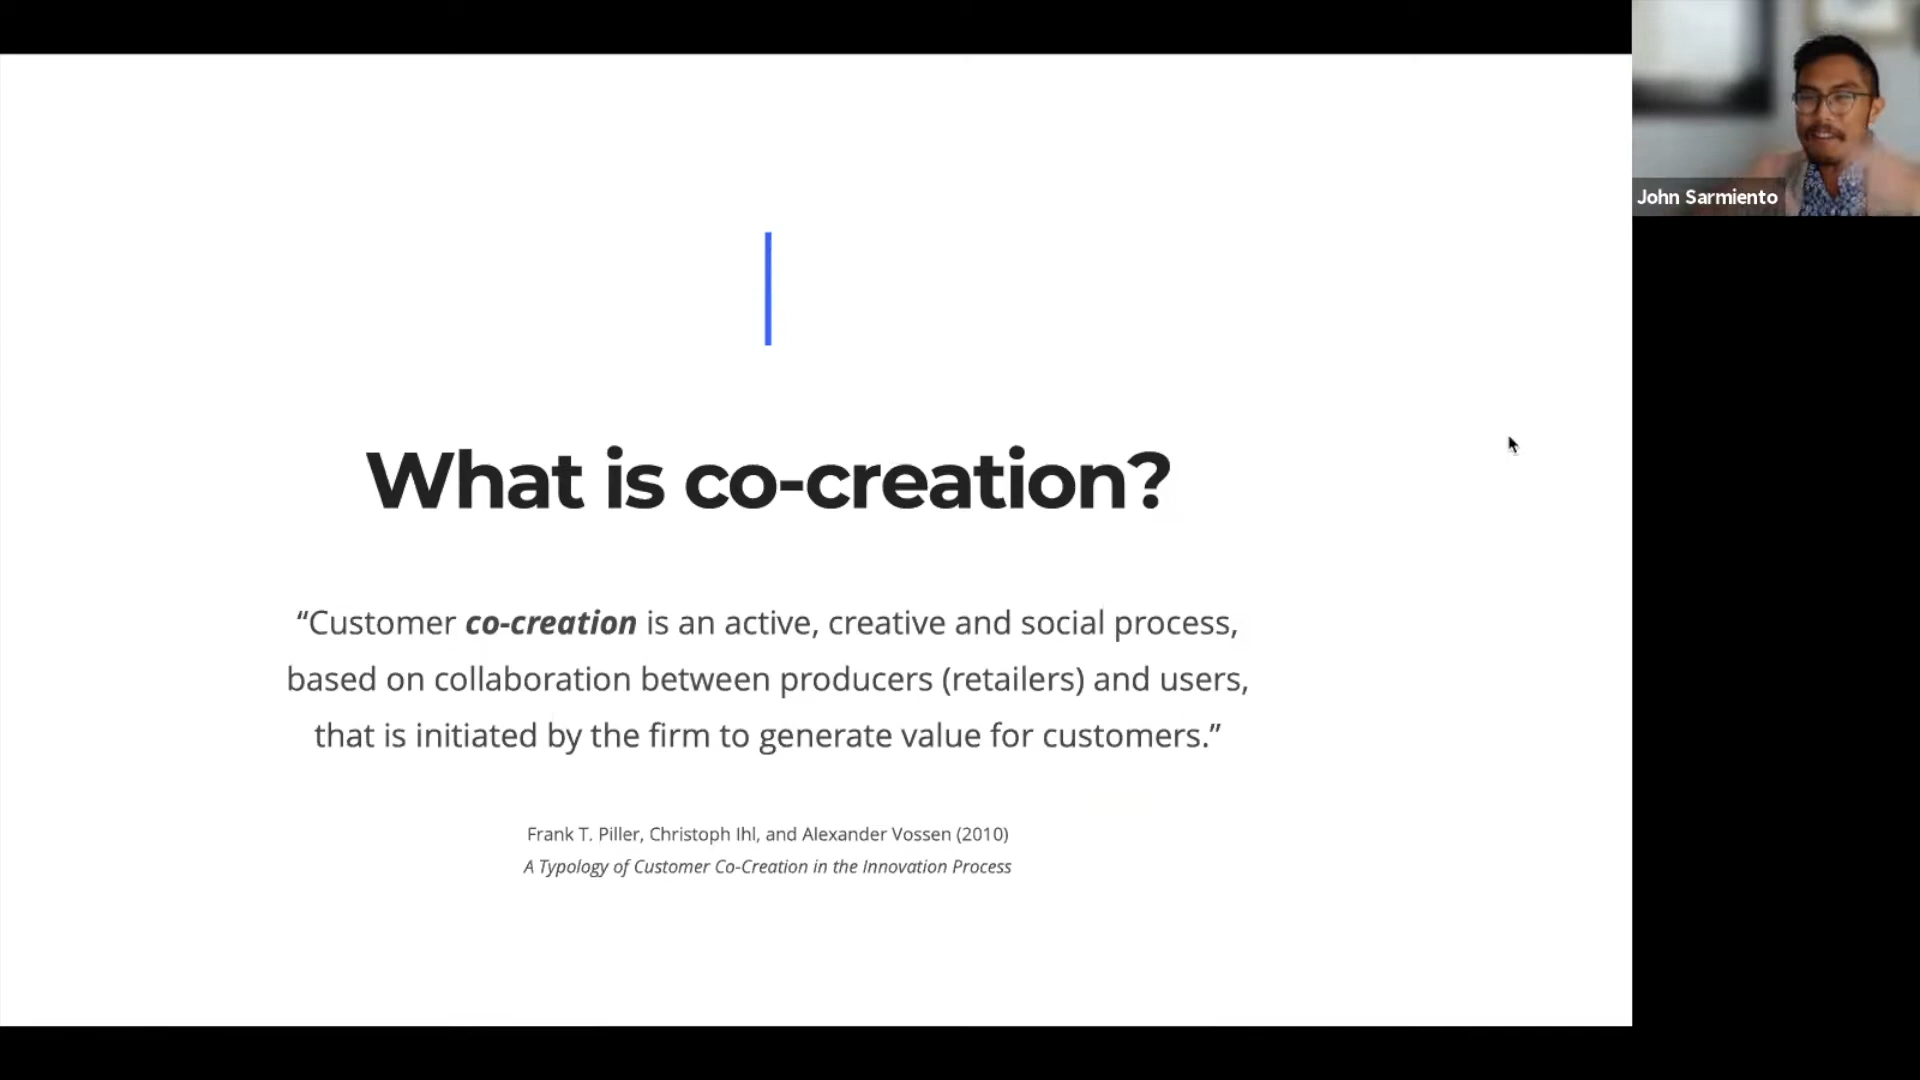 John Sarmiento
What is co-creation?
“Customer co-creation is an active, creative and social process,
based on collaboration between producers (retailers) and users,
that is initiated by the firm to generate value for customers.”
Frank T. Piller, Christoph Ihl, and Alexander Vossen (2010)
A Typology of Customer Co-Creation in the Innovation Process